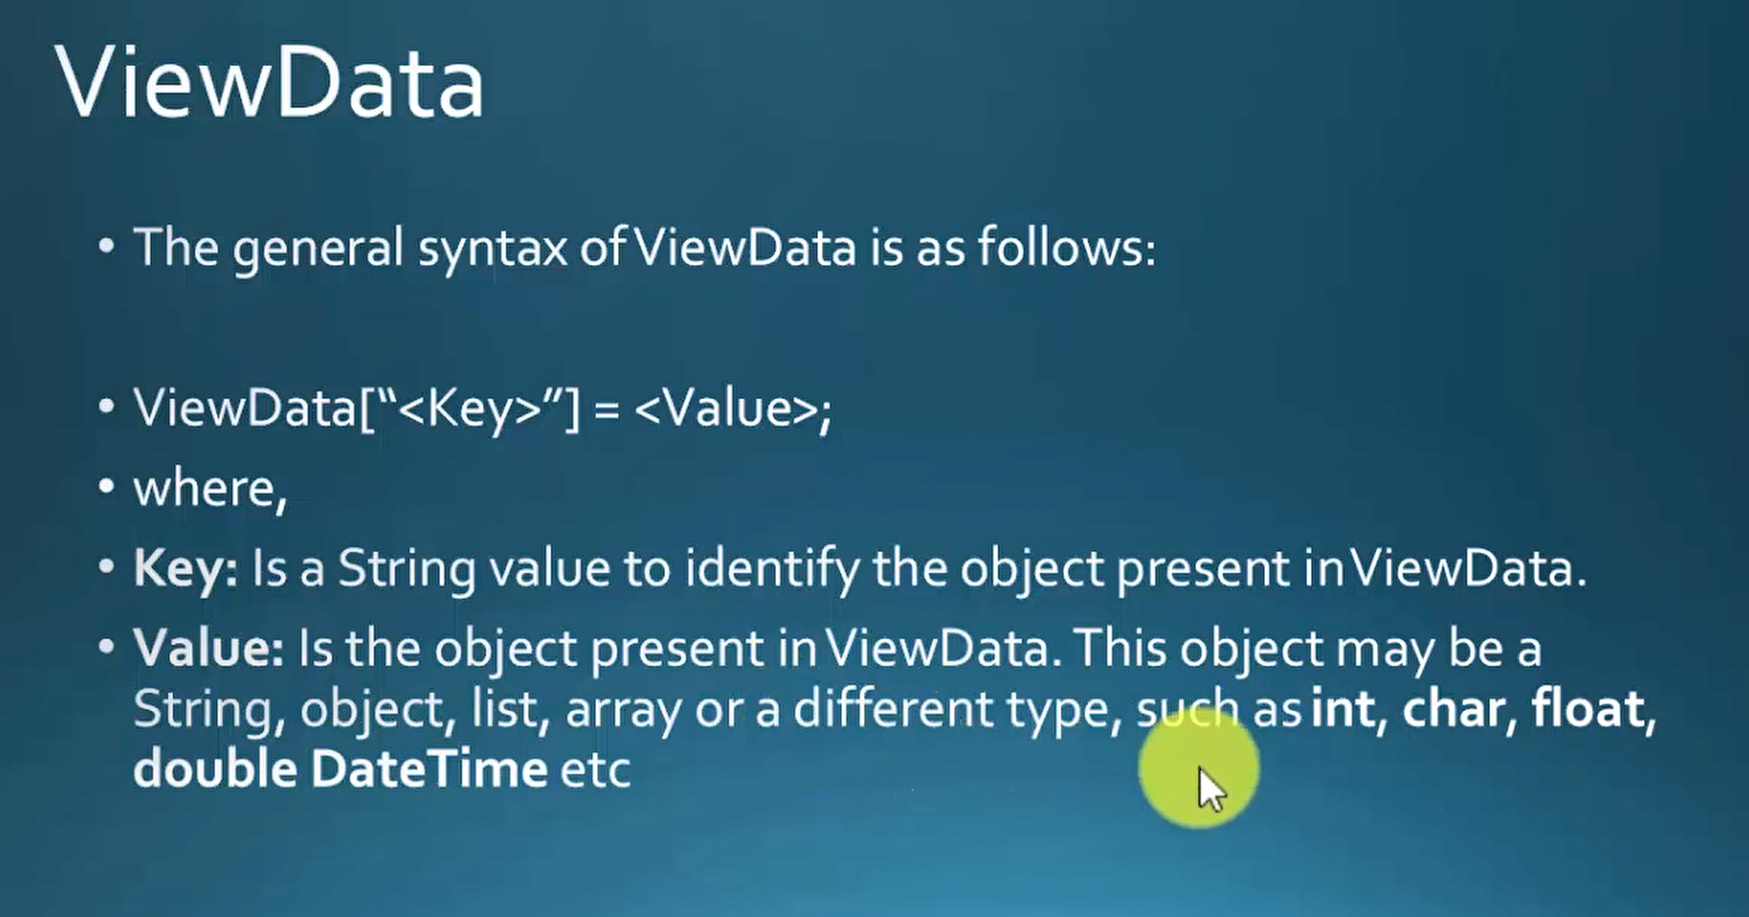 ViewData
• The general syntax of ViewData is as follows:
• ViewData[“<Key>”] = <Value>;
• where,
• Key: Is a String value to identify the object present in ViewData.
• Value: Is the object present in ViewData. This object may be a
String, object, list, array or a different type, such as int, char, float,
double DateTime etc